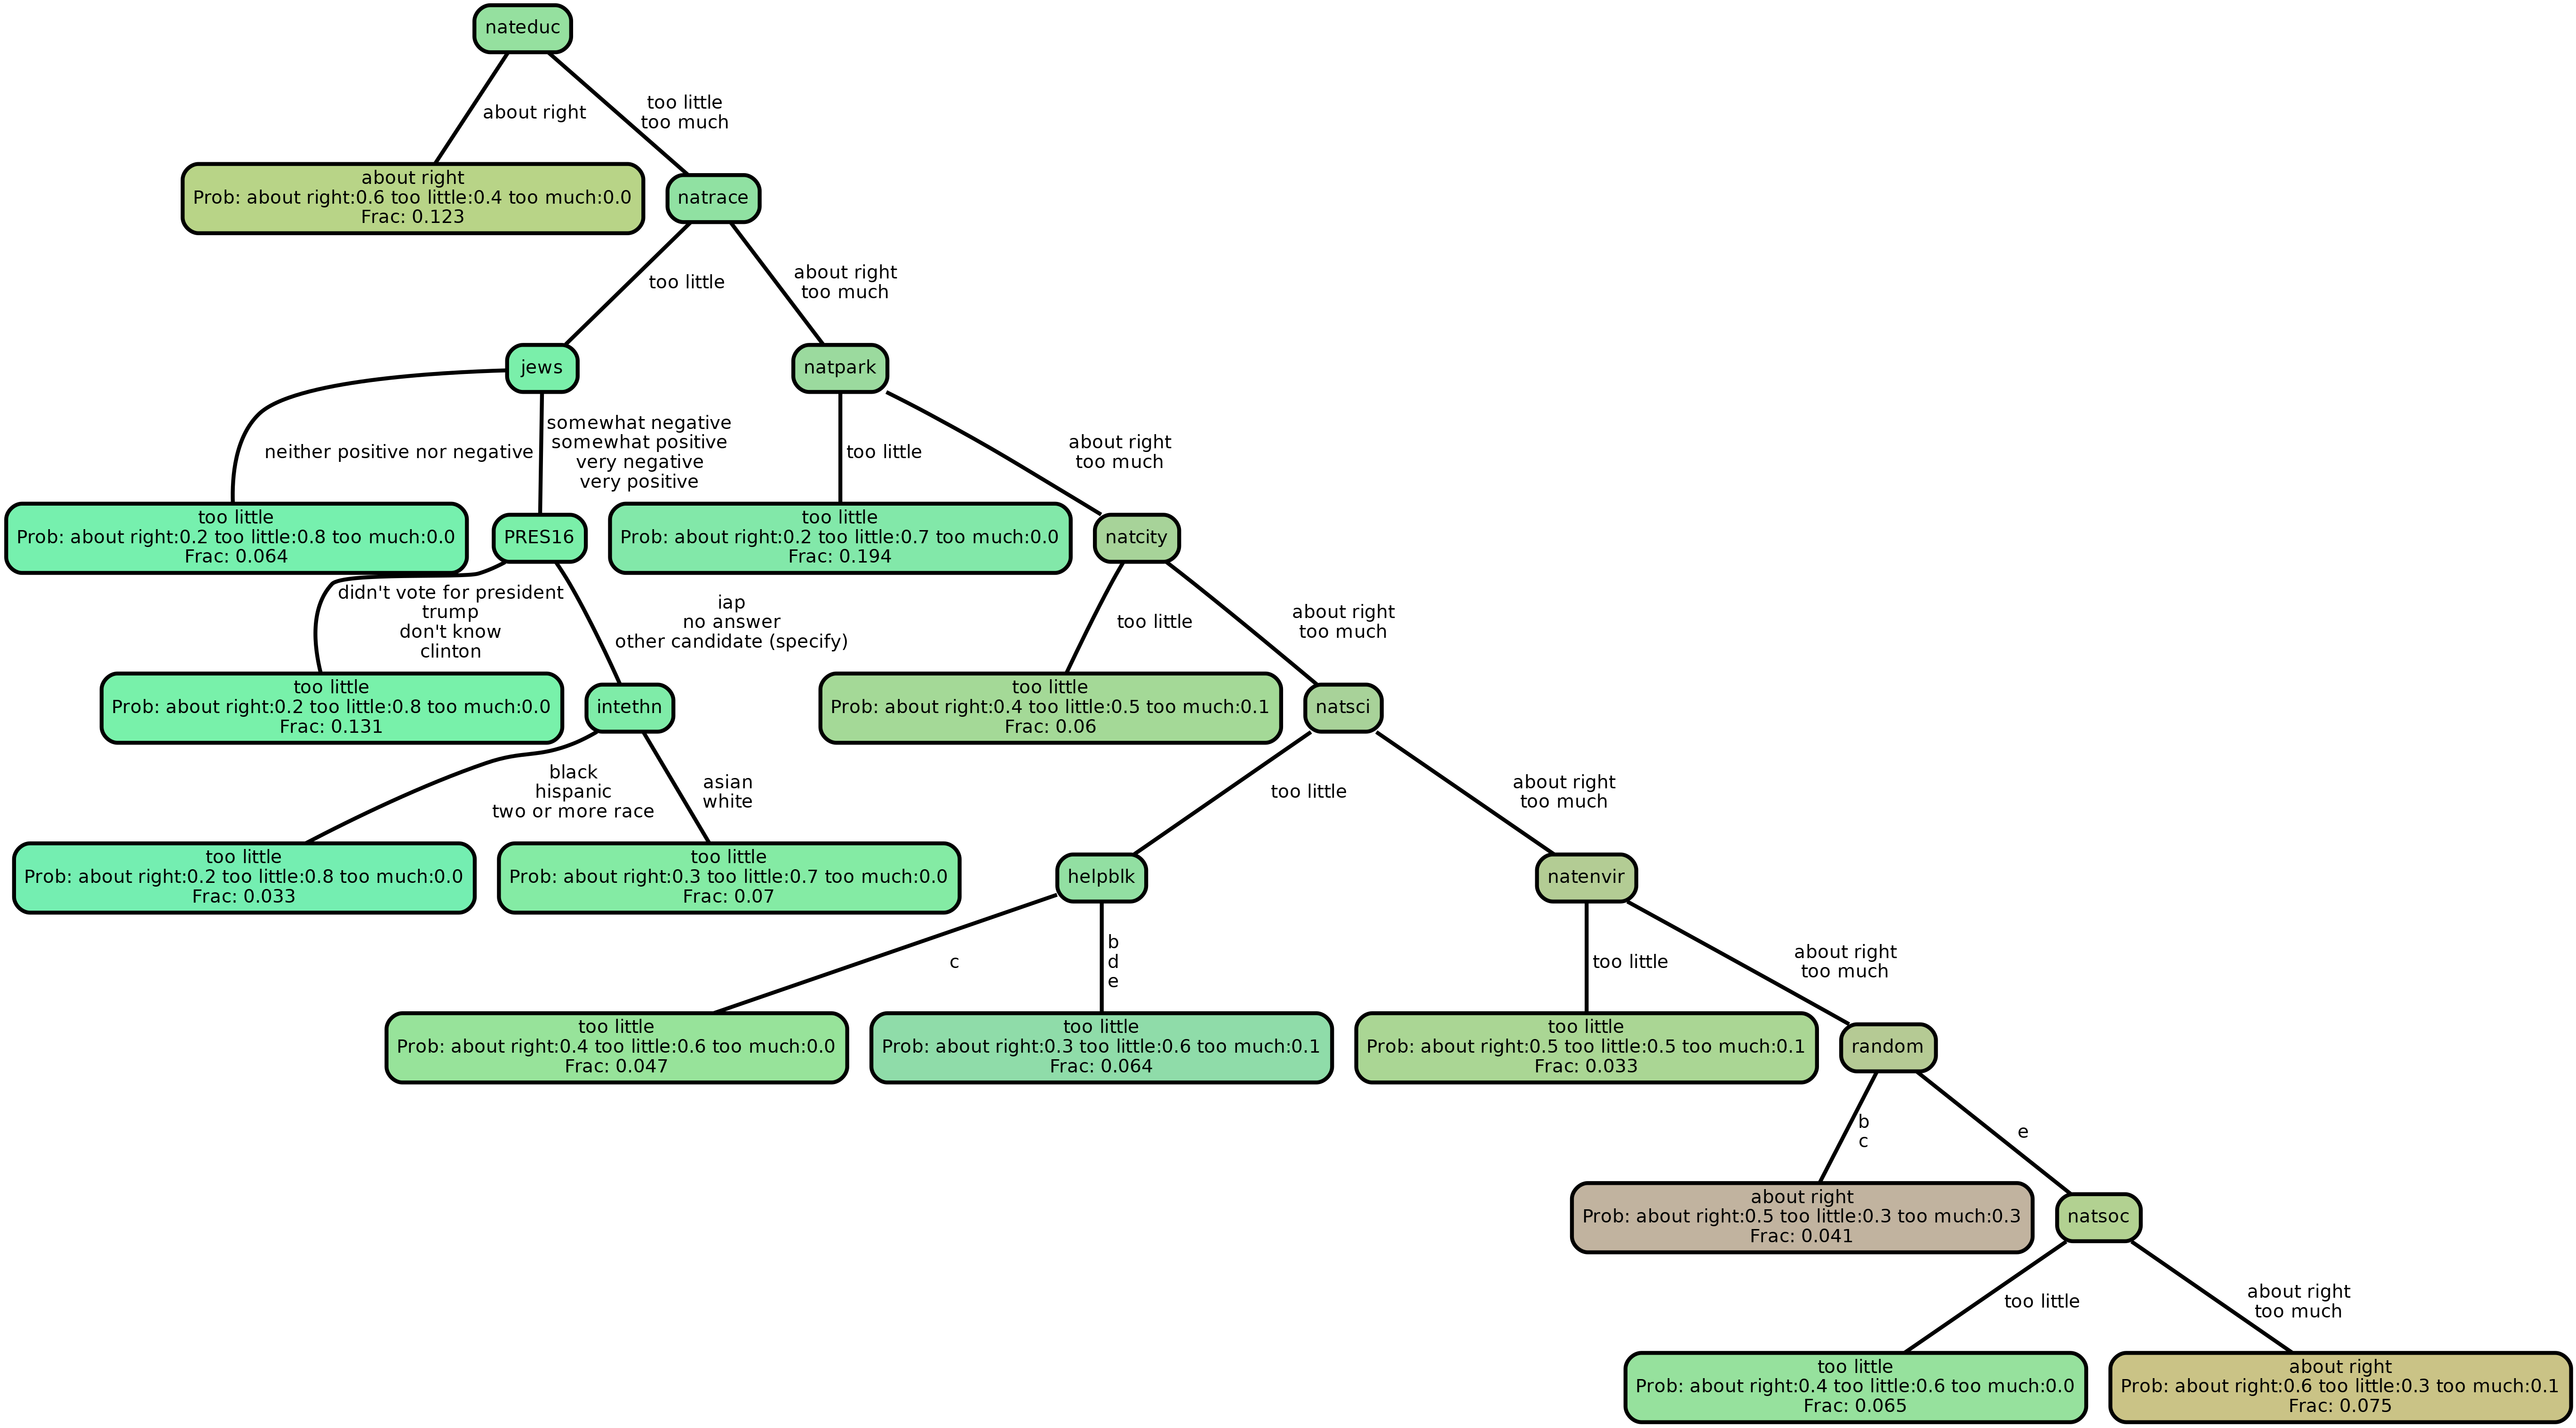 nateduc
about right
too little
too much
about right
Prob: about right:0.6 too little:0.4 too much:0.0
Frac: 0.123
natrace
too little
about right
too much
jews
natpark
neither positive nor negative
somewhat negative
somewhat positive
very negative
very positive
too little
about right
too much
too little
Prob: about right:0.2 too little:0.8 too much:0.0
Frac: 0.064
PRES16
too little
Prob: about right:0.2 too little:0.7 too much:0.0
Frac: 0.194
natcity
didn't vote for president
trump
don't know
clinton
iap
no answer
other candidate (specify)
too little
about right
too much
too little
Prob: about right:0.2 too little:0.8 too much:0.0
Frac: 0.131
intethn
too little
Prob: about right:0.4 too little:0.5 too much:0.1
Frac: 0.06
natsci
black
hispanic
two or more race
asian
white
too little
about right
too much
too little
Prob: about right:0.2 too little:0.8 too much:0.0
Frac: 0.033
too little
Prob: about right:0.3 too little:0.7 too much:0.0
Frac: 0.07
helpblk
natenvir
c
b
d
e
too little
about right
too much
too little
Prob: about right:0.4 too little:0.6 too much:0.0
Frac: 0.047
too little
Prob: about right:0.3 too little:0.6 too much:0.1
Frac: 0.064
too little
Prob: about right:0.5 too little:0.5 too much:0.1
Frac: 0.033
random
b
c
e
about right
Prob: about right:0.5 too little:0.3 too much:0.3
Frac: 0.041
natsoc
too little
about right
too much
too little
Prob: about right:0.4 too little:0.6 too much:0.0
Frac: 0.065
about right
Prob: about right:0.6 too little:0.3 too much:0.1
Frac: 0.075